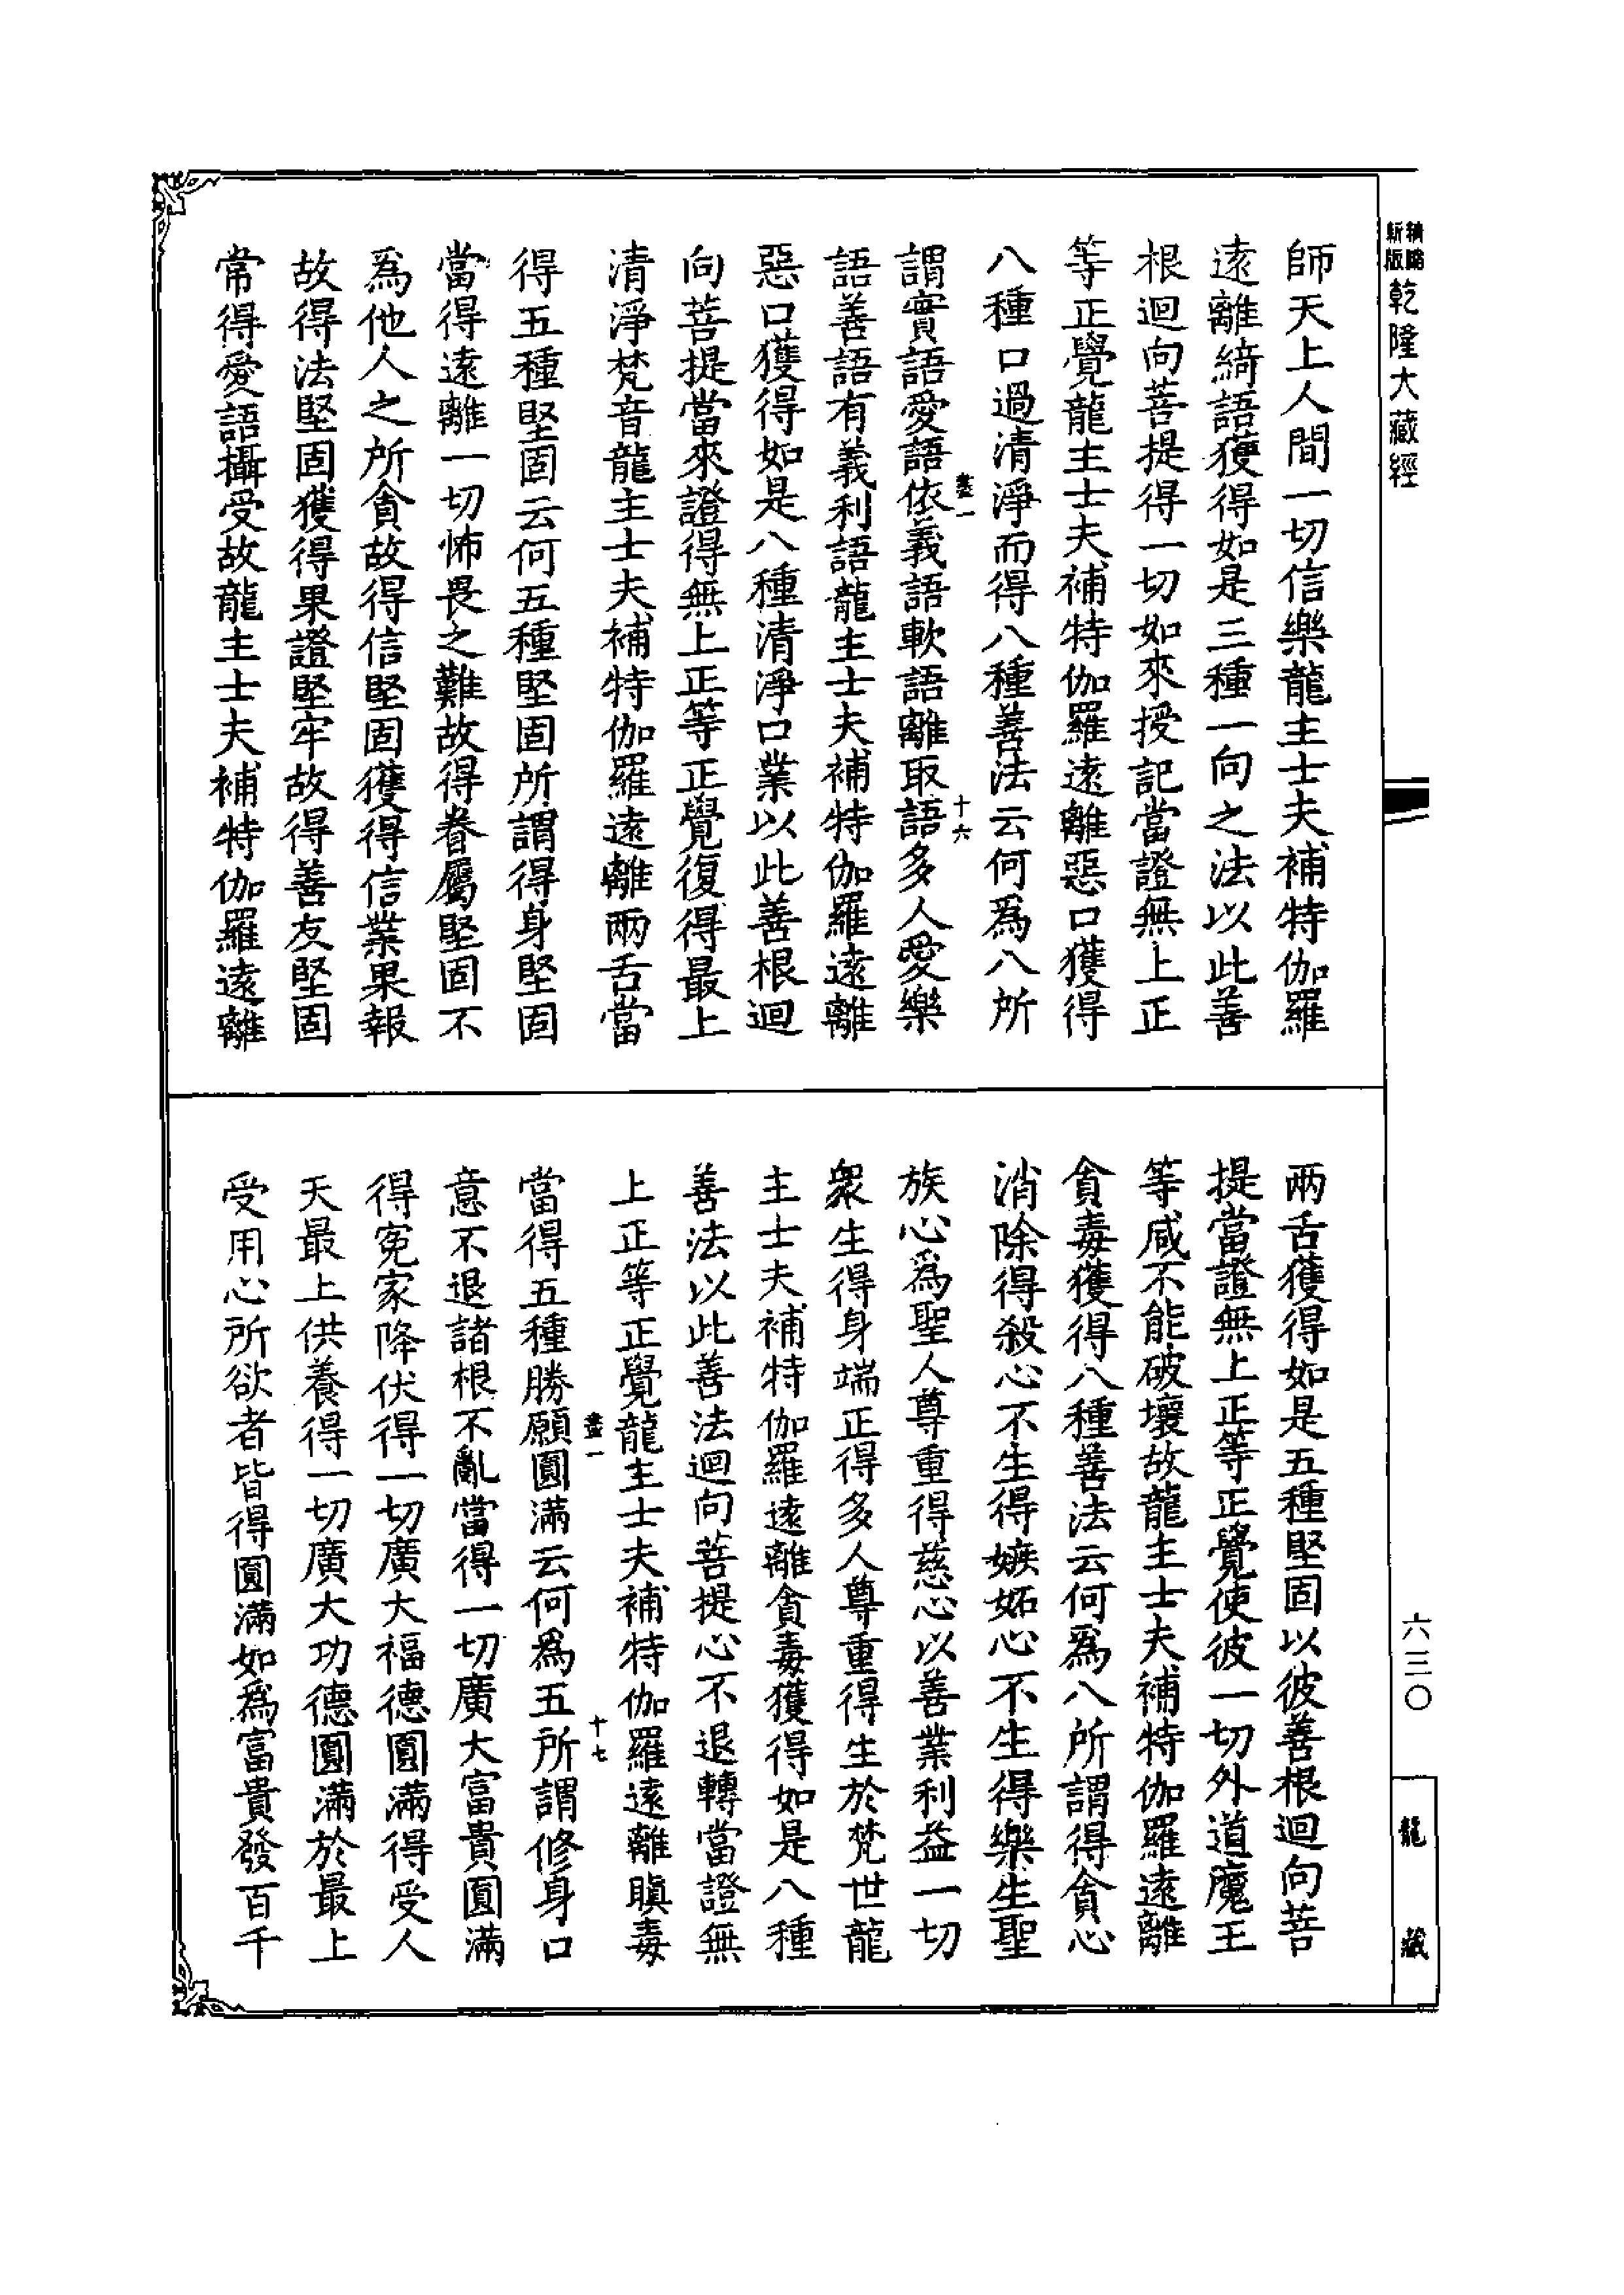 新版
精縮
乾隆大藏經
六三〇
龍藏
師天上人間一切信樂龍主士夫補特伽羅
遠離綺語獲得如是三種一向之法以此善
根迴向菩提得一切如來授記當證無上正
等正覺龍主士夫補特伽羅遠離惡口獲得
八種口過清淨而得八種善法云何為八所
謂實語愛語依義語軟語離取語多人愛樂
十六
語善語有義利語龍主士夫補特伽羅遠離
惡口獲得如是八種清淨口業以此善根迴
向菩提當來證得無上正等正覺復得最上
清淨梵音龍主士夫補特伽羅遠離兩舌當
得五種堅固云何五種堅固所謂得身堅固
當得遠離一切怖畏之難故得眷屬堅固不
為他人之所貪故得信堅固獲得信業果報
故得法堅固獲得果證堅牢故得善友堅固
常得愛語攝受故龍主士夫補特伽羅遠離
兩舌獲得如是五種堅固以彼善根迴向菩
提當證無上正等正覺使彼一切外道魔王
等咸不能破壞故龍主士夫補特伽羅遠離
貪毒獲得八種善法云何為八所謂得貪心
消除得殺心不生得嫉妬心不生得樂生聖
族心為聖人尊重得慈心以善業利益一切
眾生得身端正得多人尊重得生於梵世龍
主士夫補特伽羅遠離貪毒獲得如是八種
善法以此善法迴向菩提心不退轉當證無
上正等正覺龍主士夫補特伽羅遠離瞋毒
十七
當得五種勝願圓滿云何為五所謂修身口
意不退諸根不亂當得一切廣大富貴圓滿
得冤家降伏得一切廣大福德圓滿得受人
天最上供養得一切廣大功德圓滿於最上
受用心所欲者皆得圓滿如為富貴發百千